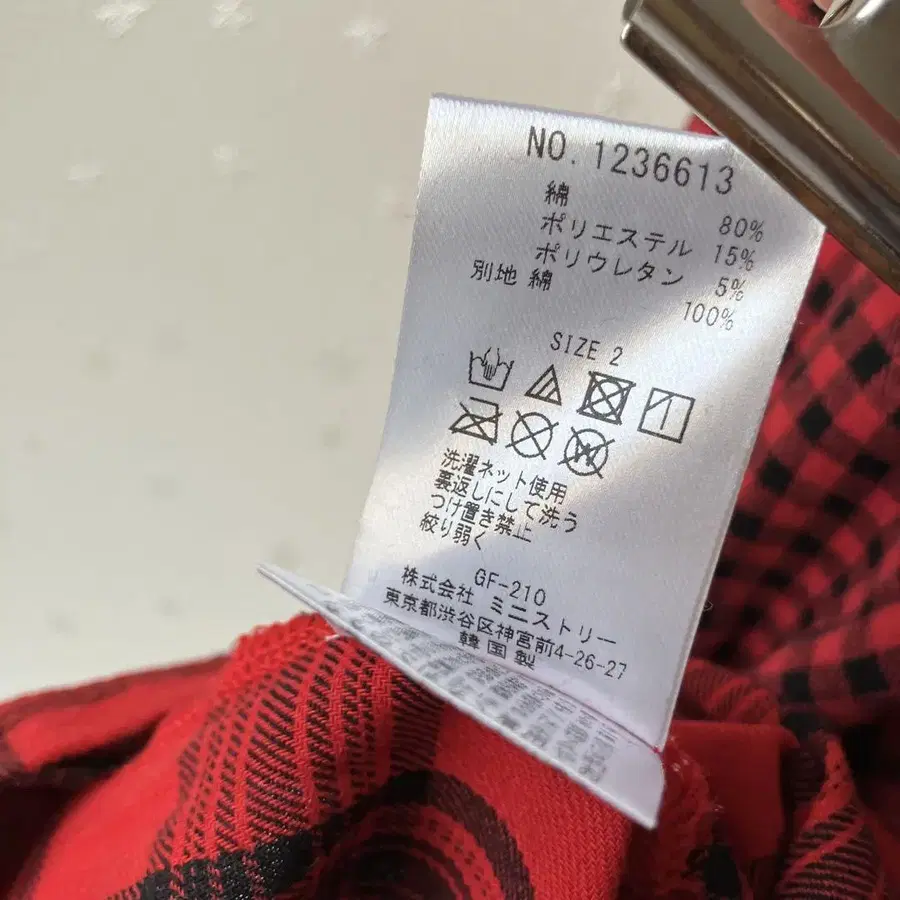 NO. 1236613
綿 80%
ポリエステル 15%
ポリウレタン 5%
別地 綿 100%
SIZE 2
洗濯ネット使用
裏返しにして洗う
つけ置き禁止
絞り弱く
GF-210
株式会社 ミニストリー
東京都渋谷区神宮前4-26-27
韓国製